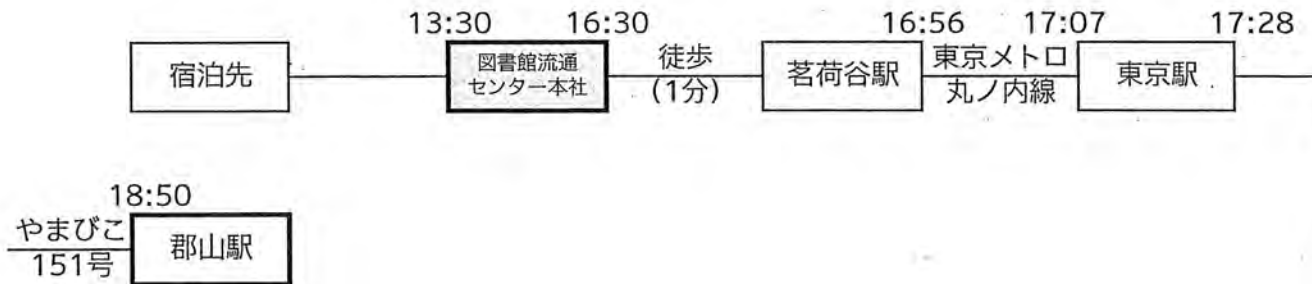 13:30 16:30 16:56 17:07 17:28
宿泊先 図書館流通 センター本社 徒歩 (1分) 茗荷谷駅 東京メトロ 丸ノ内線 東京駅
18:50
やまびこ 151号 郡山駅